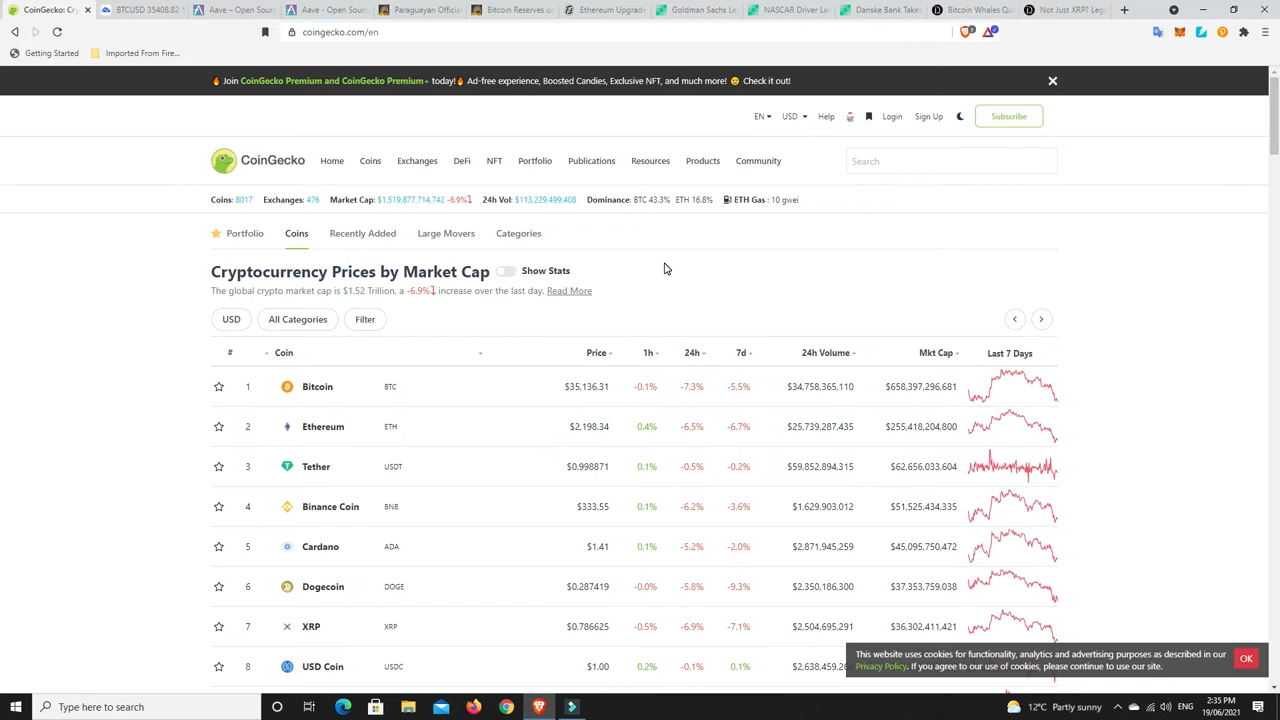 CoinGecko: Cry
BTCUSD 35408.82
Aave – Open Sour
Aave – Open Sourc
Paraguayan Officia
Bitcoin Reserves on
Ethereum Upgrade
Goldman Sachs Le
NASCAR Driver Lan
Danske Bank Takes
Bitcoin Whales Qu
Not Just XRP? Lega
coingecko.com/en
Getting Started
Imported From Fire...
Join CoinGecko Premium and CoinGecko Premium+ today! Ad-free experience, Boosted Candies, Exclusive NFT, and much more! Check it out!
EN USD Help Login Sign Up Subscribe
CoinGecko Home Coins Exchanges DeFi NFT Portfolio Publications Resources Products Community Search
Coins: 8017 Exchanges: 476 Market Cap: $1,519,877,714,742 -6.9% 24h Vol: $113,229,499,408 Dominance: BTC 43.3% ETH 16.8% ETH Gas : 10 gwei
Portfolio Coins Recently Added Large Movers Categories
Cryptocurrency Prices by Market Cap Show Stats
The global crypto market cap is $1.52 Trillion, a -6.9% increase over the last day. Read More
USD All Categories Filter
# Coin Price 1h 24h 7d 24h Volume Mkt Cap Last 7 Days
1 Bitcoin BTC $35,136.31 -0.1% -7.3% -5.5% $34,758,365,110 $658,397,296,681
2 Ethereum ETH $2,198.34 0.4% -6.5% -6.7% $25,739,287,435 $255,418,204,800
3 Tether USDT $0.998871 0.1% -0.5% -0.2% $59,852,894,315 $62,656,033,604
4 Binance Coin BNB $333.55 0.1% -6.2% -3.6% $1,629,903,012 $51,525,434,335
5 Cardano ADA $1.41 0.1% -5.2% -2.0% $2,871,945,259 $45,095,750,472
6 Dogecoin DOGE $0.287419 -0.0% -5.8% -9.3% $2,350,186,300 $37,353,759,038
7 XRP XRP $0.786625 -0.5% -6.9% -7.1% $2,504,695,291 $36,302,411,421
8 USD Coin USDC $1.00 0.2% -0.1% 0.1% $2,638,459,26
This website uses cookies for functionality, analytics and advertising purposes as described in our
Privacy Policy. If you agree to our use of cookies, please continue to use our site.
OK
Type here to search
12°C Partly sunny
ENG
2:35 PM
19/06/2021